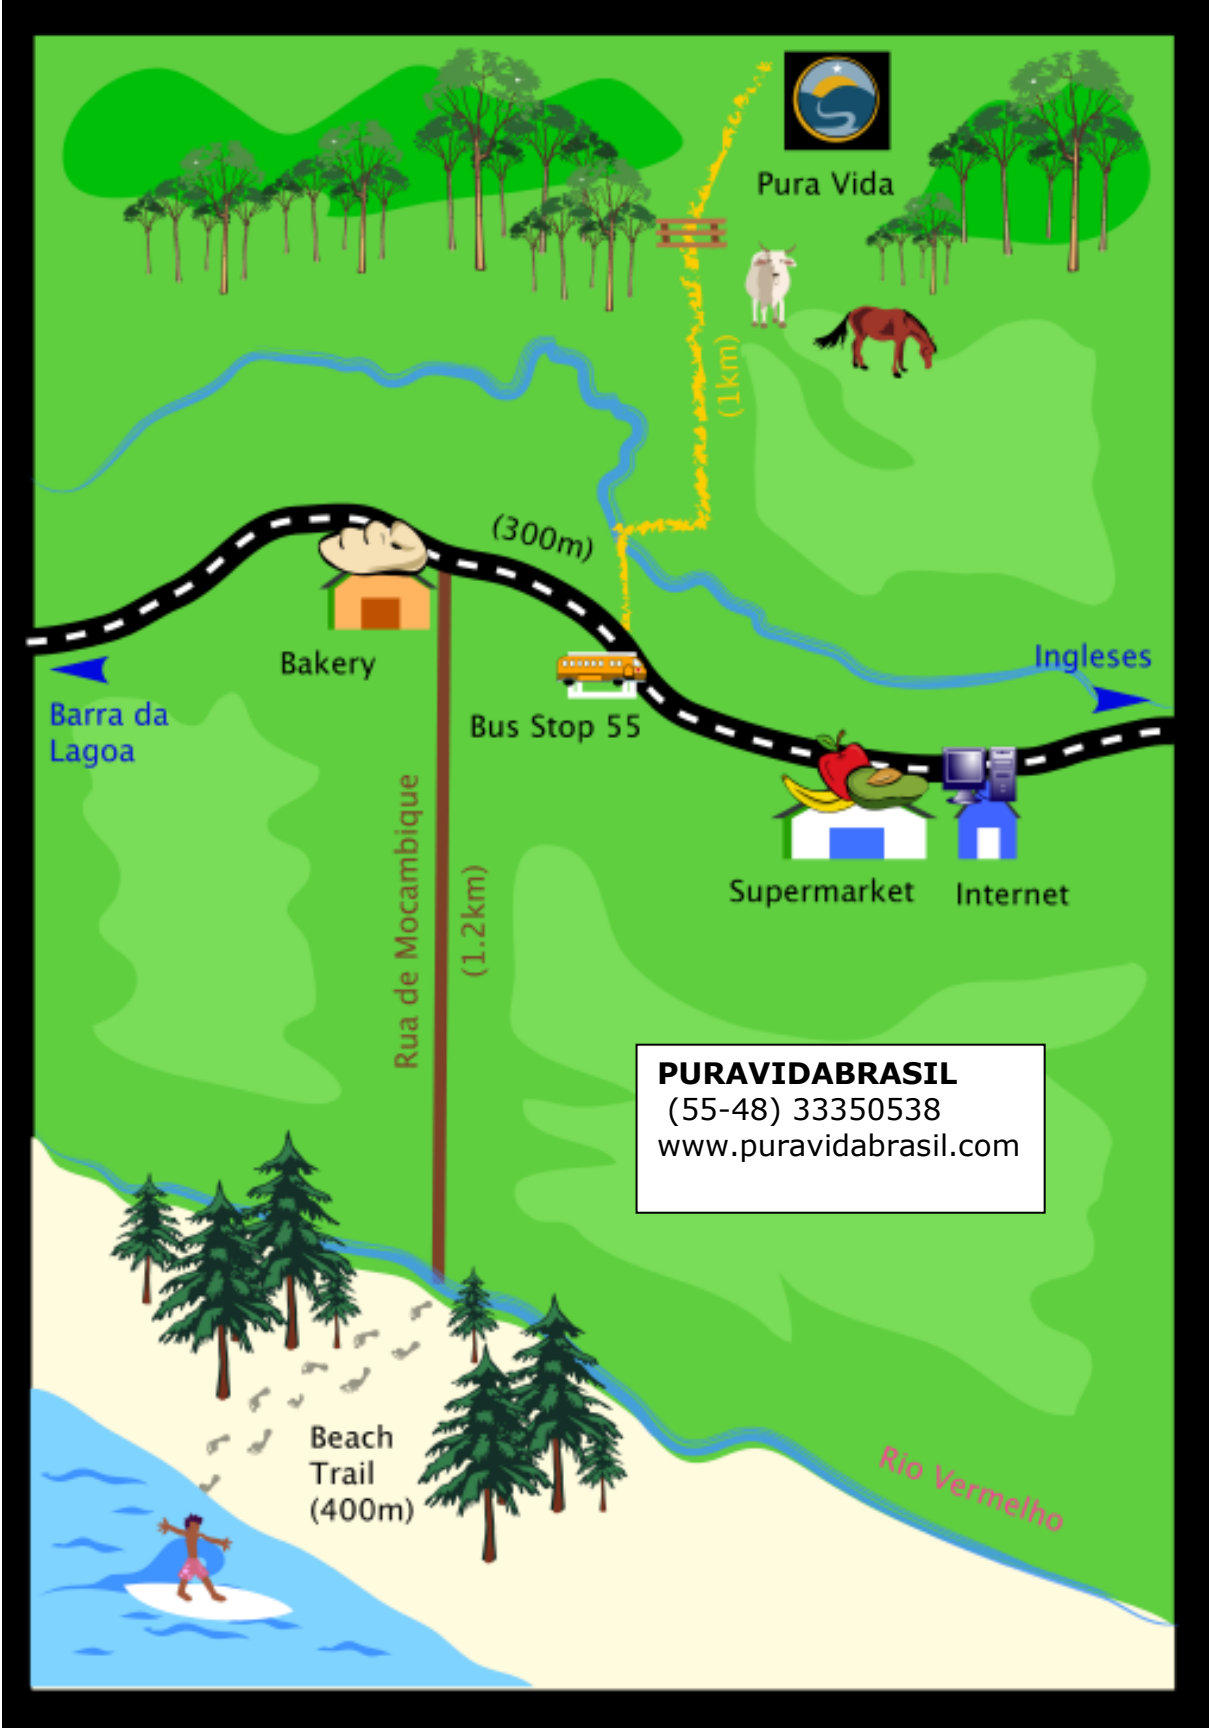 Pura Vida
(1km)
(300m)
Bakery
Ingleses
Barra da
Lagoa
Bus Stop 55
Rua de Mocambique
(1.2km)
Supermarket
Internet
PURAVIDABRASIL
(55-48) 33350538
www.puravidabrasil.com
Beach
Trail
(400m)
Rio Vermelho